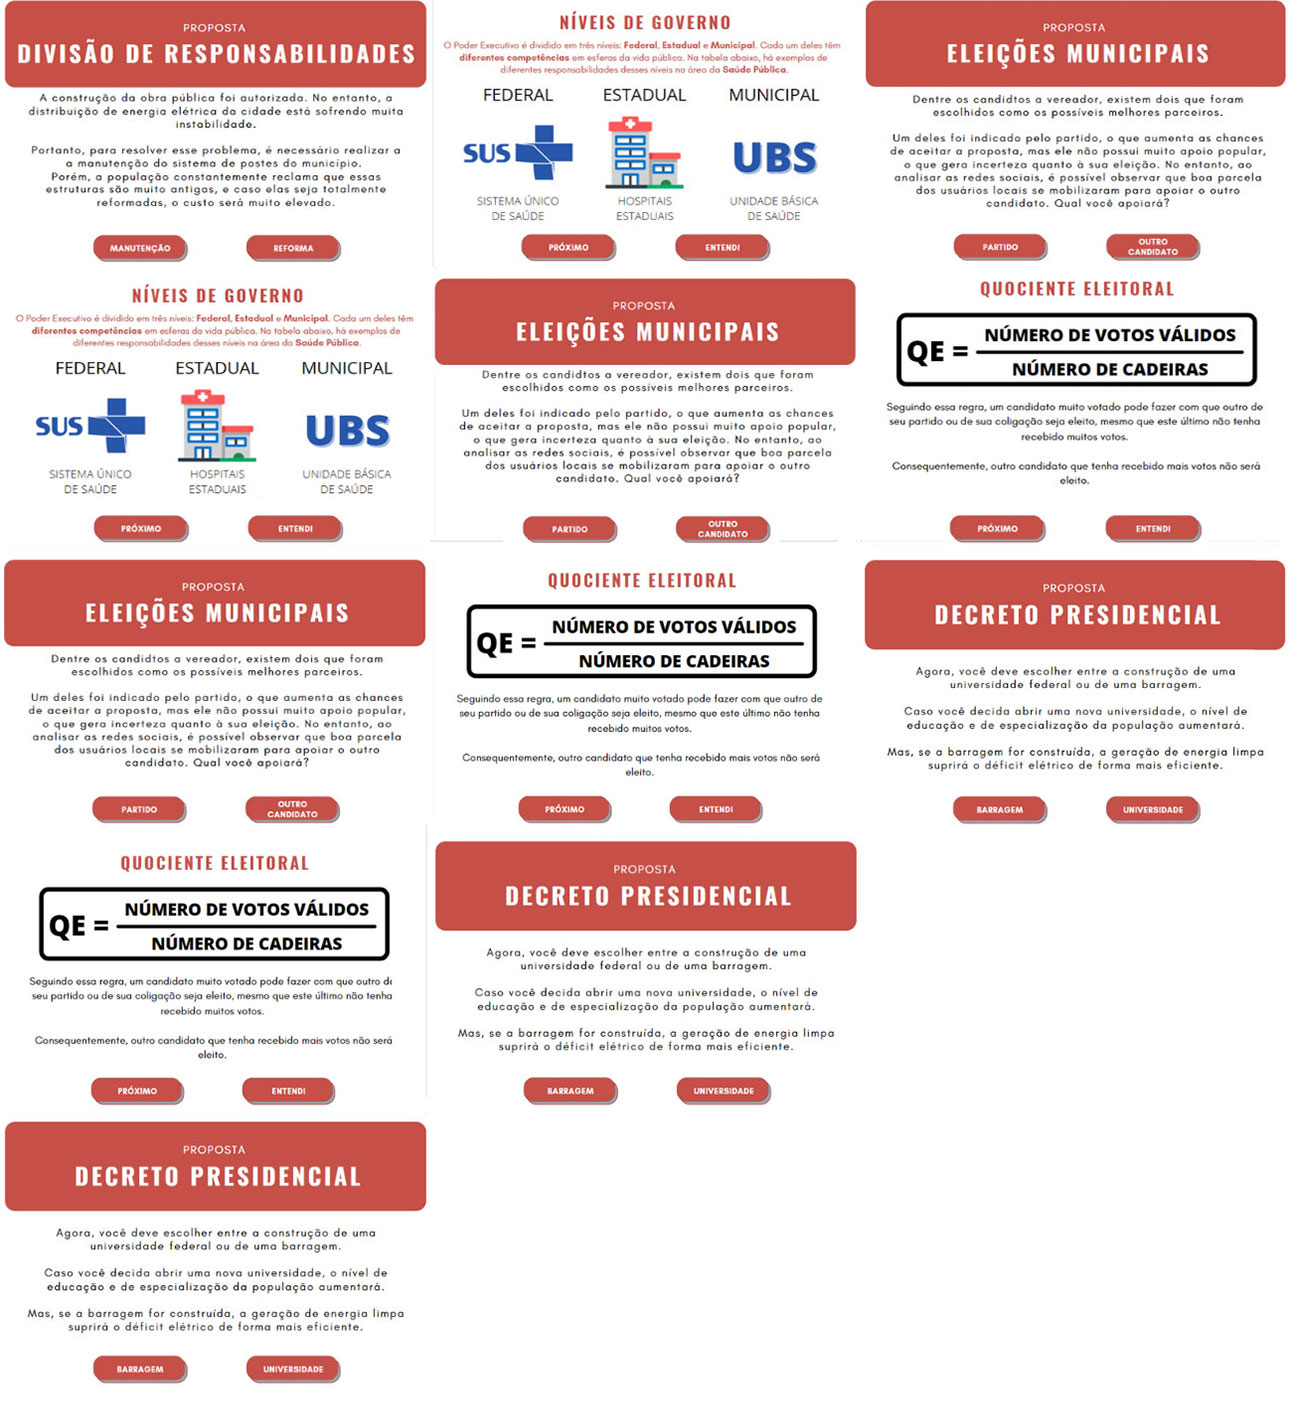 PROPOSTA
DIVISÃO DE RESPONSABILIDADES
A construção da obra pública foi autorizada. No entanto, a
distribuição de energia elétrica da cidade está sofrendo muita
instabilidade.
Portanto, para resolver esse problema, é necessário realizar a
a manutenção do sistema de postes do município.
Porém, a população constantemente reclama que essas
estruturas são muito antigas, e caso elas seja totalmente
reformadas, o custo será muito elevado.
MANUTENÇÃO
REFORMA
NÍVEIS DE GOVERNO
O Poder Executivo é dividido em três níveis: Federal, Estadual e Municipal. Cada um deles têm
diferentes competências em esferas da vida pública. Na tabela abaixo, há exemplos de
diferentes responsabilidades desses níveis na área da Saúde Pública.
FEDERAL
ESTADUAL
MUNICIPAL
SUS
UBS
SISTEMA ÚNICO
DE SAÚDE
HOSPITAIS
ESTADUAIS
UNIDADE BÁSICA
DE SAÚDE
PRÓXIMO
ENTENDI
PROPOSTA
ELEIÇÕES MUNICIPAIS
Dentre os candidtos a vereador, existem dois que foram
escolhidos como os possíveis melhores parceiros.
Um deles foi indicado pelo partido, o que aumenta as chances
de aceitar a proposta, mas ele não possui muito apoio popular,
o que gera incerteza quanto à sua eleição. No entanto, ao
analisar as redes sociais, é possível observar que boa parcela
dos usuários locais se mobilizaram para apoiar o outro
candidato. Qual você apoiará?
PARTIDO
OUTRO
CANDIDATO
NÍVEIS DE GOVERNO
O Poder Executivo é dividido em três níveis: Federal, Estadual e Municipal. Cada um deles têm
diferentes competências em esferas da vida pública. Na tabela abaixo, há exemplos de
diferentes responsabilidades desses níveis na área da Saúde Pública.
FEDERAL
ESTADUAL
MUNICIPAL
SUS
UBS
SISTEMA ÚNICO
DE SAÚDE
HOSPITAIS
ESTADUAIS
UNIDADE BÁSICA
DE SAÚDE
PRÓXIMO
ENTENDI
PROPOSTA
ELEIÇÕES MUNICIPAIS
Dentre os candidtos a vereador, existem dois que foram
escolhidos como os possíveis melhores parceiros.
Um deles foi indicado pelo partido, o que aumenta as chances
de aceitar a proposta, mas ele não possui muito apoio popular,
o que gera incerteza quanto à sua eleição. No entanto, ao
analisar as redes sociais, é possível observar que boa parcela
dos usuários locais se mobilizaram para apoiar o outro
candidato. Qual você apoiará?
PARTIDO
OUTRO
CANDIDATO
QUOCIENTE ELEITORAL
QE =
NÚMERO DE VOTOS VÁLIDOS
NÚMERO DE CADEIRAS
Seguindo essa regra, um candidato muito votado pode fazer com que outro de
seu partido ou de sua coligação seja eleito, mesmo que este último não tenha
recebido muitos votos.
Consequentemente, outro candidato que tenha recebido mais votos não será
eleito.
PRÓXIMO
ENTENDI
PROPOSTA
ELEIÇÕES MUNICIPAIS
Dentre os candidtos a vereador, existem dois que foram
escolhidos como os possíveis melhores parceiros.
Um deles foi indicado pelo partido, o que aumenta as chances
de aceitar a proposta, mas ele não possui muito apoio popular,
o que gera incerteza quanto à sua eleição. No entanto, ao
analisar as redes sociais, é possível observar que boa parcela
dos usuários locais se mobilizaram para apoiar o outro
candidato. Qual você apoiará?
PARTIDO
OUTRO
CANDIDATO
QUOCIENTE ELEITORAL
QE =
NÚMERO DE VOTOS VÁLIDOS
NÚMERO DE CADEIRAS
Seguindo essa regra, um candidato muito votado pode fazer com que outro de
seu partido ou de sua coligação seja eleito, mesmo que este último não tenha
recebido muitos votos.
Consequentemente, outro candidato que tenha recebido mais votos não será
eleito.
PRÓXIMO
ENTENDI
PROPOSTA
DECRETO PRESIDENCIAL
Agora, você deve escolher entre a construção de uma
universidade federal ou de uma barragem.
Caso você decida abrir uma nova universidade, o nível de
educação e de especialização da população aumentará.
Mas, se a barragem for construída, a geração de energia limpa
suprirá o déficit elétrico de forma mais eficiente.
BARRAGEM
UNIVERSIDADE
QUOCIENTE ELEITORAL
QE =
NÚMERO DE VOTOS VÁLIDOS
NÚMERO DE CADEIRAS
Seguindo essa regra, um candidato muito votado pode fazer com que outro de
seu partido ou de sua coligação seja eleito, mesmo que este último não tenha
recebido muitos votos.
Consequentemente, outro candidato que tenha recebido mais votos não será
eleito.
PRÓXIMO
ENTENDI
PROPOSTA
DECRETO PRESIDENCIAL
Agora, você deve escolher entre a construção de uma
universidade federal ou de uma barragem.
Caso você decida abrir uma nova universidade, o nível de
educação e de especialização da população aumentará.
Mas, se a barragem for construída, a geração de energia limpa
suprirá o déficit elétrico de forma mais eficiente.
BARRAGEM
UNIVERSIDADE
PROPOSTA
DECRETO PRESIDENCIAL
Agora, você deve escolher entre a construção de uma
universidade federal ou de uma barragem.
Caso você decida abrir uma nova universidade, o nível de
educação e de especialização da população aumentará.
Mas, se a barragem for construída, a geração de energia limpa
suprirá o déficit elétrico de forma mais eficiente.
BARRAGEM
UNIVERSIDADE